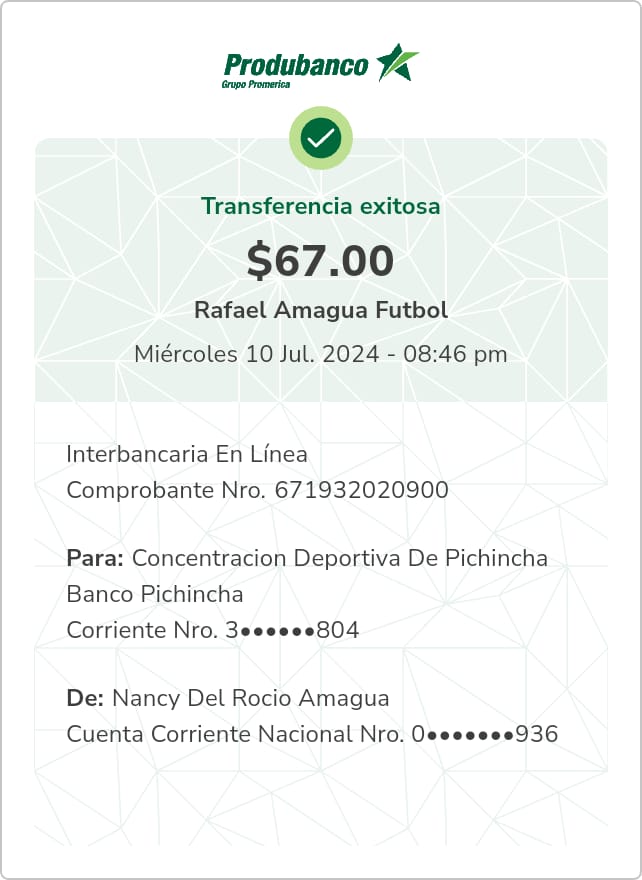 Produbanco
Grupo Promerica
Transferencia exitosa
$67.00
Rafael Amagua Futbol
Miércoles 10 Jul. 2024 - 08:46 pm
Interbancaria En Línea
Comprobante Nro. 671932020900
Para: Concentracion Deportiva De Pichincha
Banco Pichincha
Corriente Nro. 3●●●●●●804
De: Nancy Del Rocio Amagua
Cuenta Corriente Nacional Nro. 0●●●●●●●936